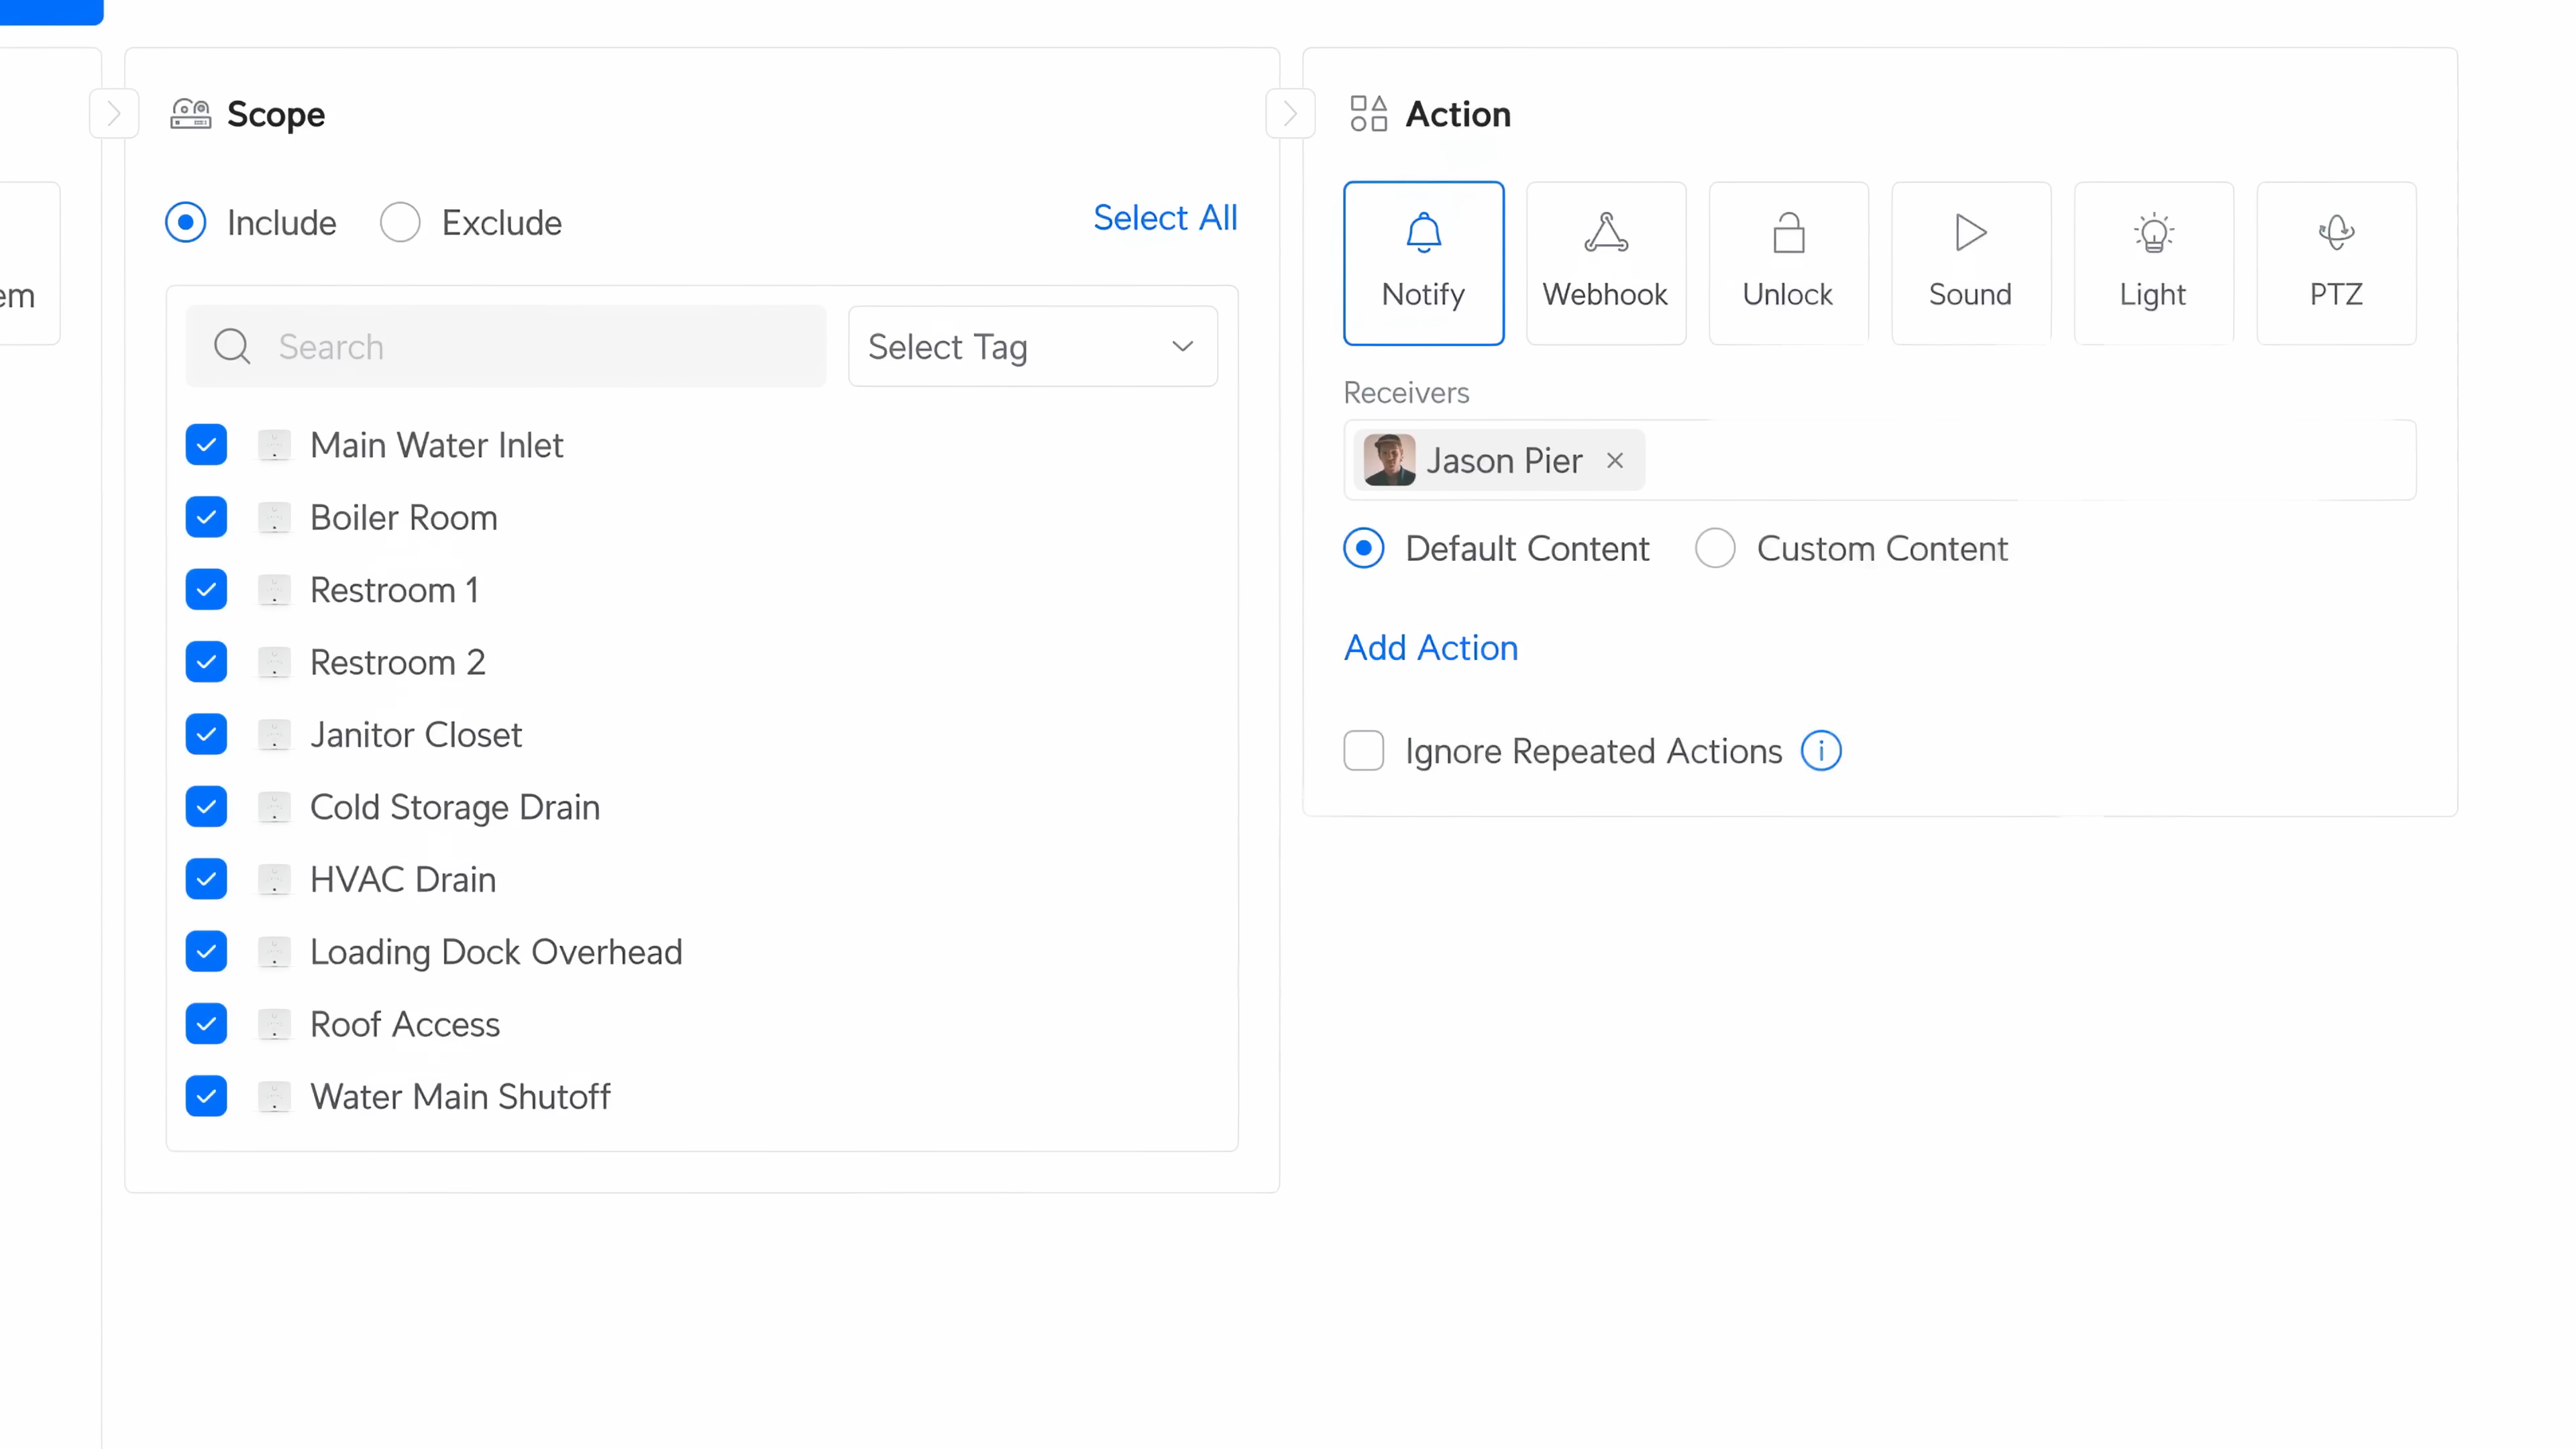 em
Scope
Include
Exclude
Select All
Search
Select Tag
Main Water Inlet
Boiler Room
Restroom 1
Restroom 2
Janitor Closet
Cold Storage Drain
HVAC Drain
Loading Dock Overhead
Roof Access
Water Main Shutoff
Action
Notify
Webhook
Unlock
Sound
Light
PTZ
Receivers
Jason Pier
Default Content
Custom Content
Add Action
Ignore Repeated Actions